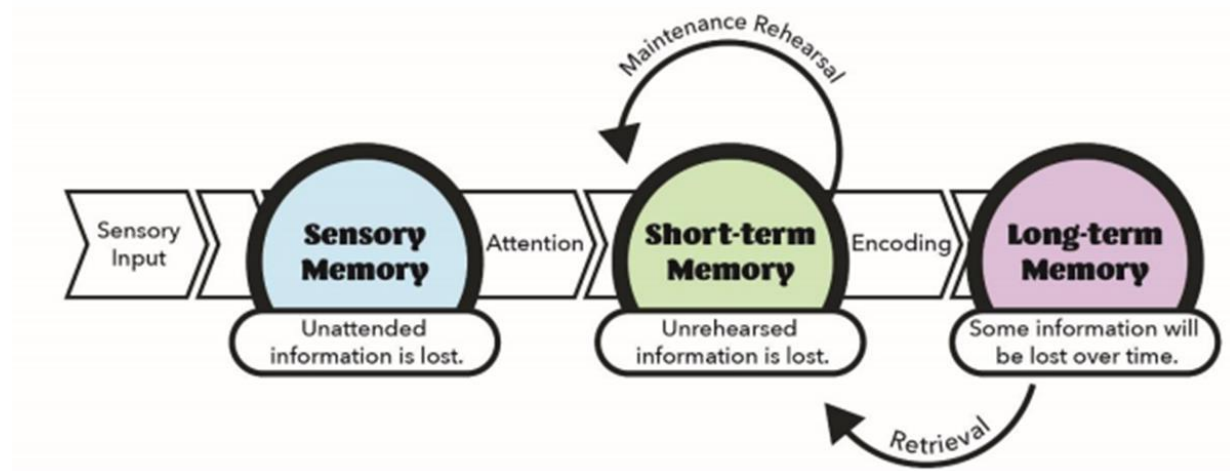 Maintenance Rehearsal
Sensory
Input
Sensory
Memory
Attention
Short-term
Memory
Encoding
Long-term
Memory
Unattended
information is lost.
Unrehearsed
information is lost.
Some information will
be lost over time.
Retrieval